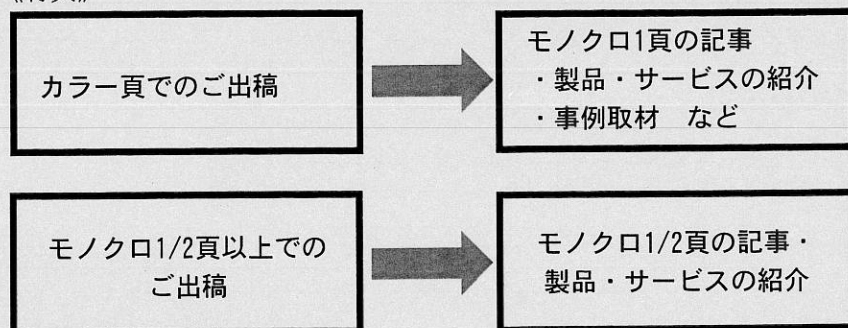 カラー頁でのご出稿
モノクロ1頁の記事
・製品・サービスの紹介
・事例取材　など
モノクロ1/2頁以上での
ご出稿
モノクロ1/2頁の記事・
製品・サービスの紹介